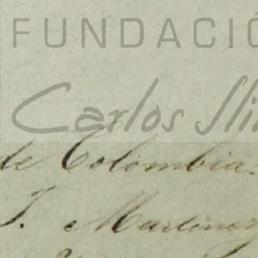 FUNDACIÓ
Carlos Sli
de Colombia.
J. Martinez